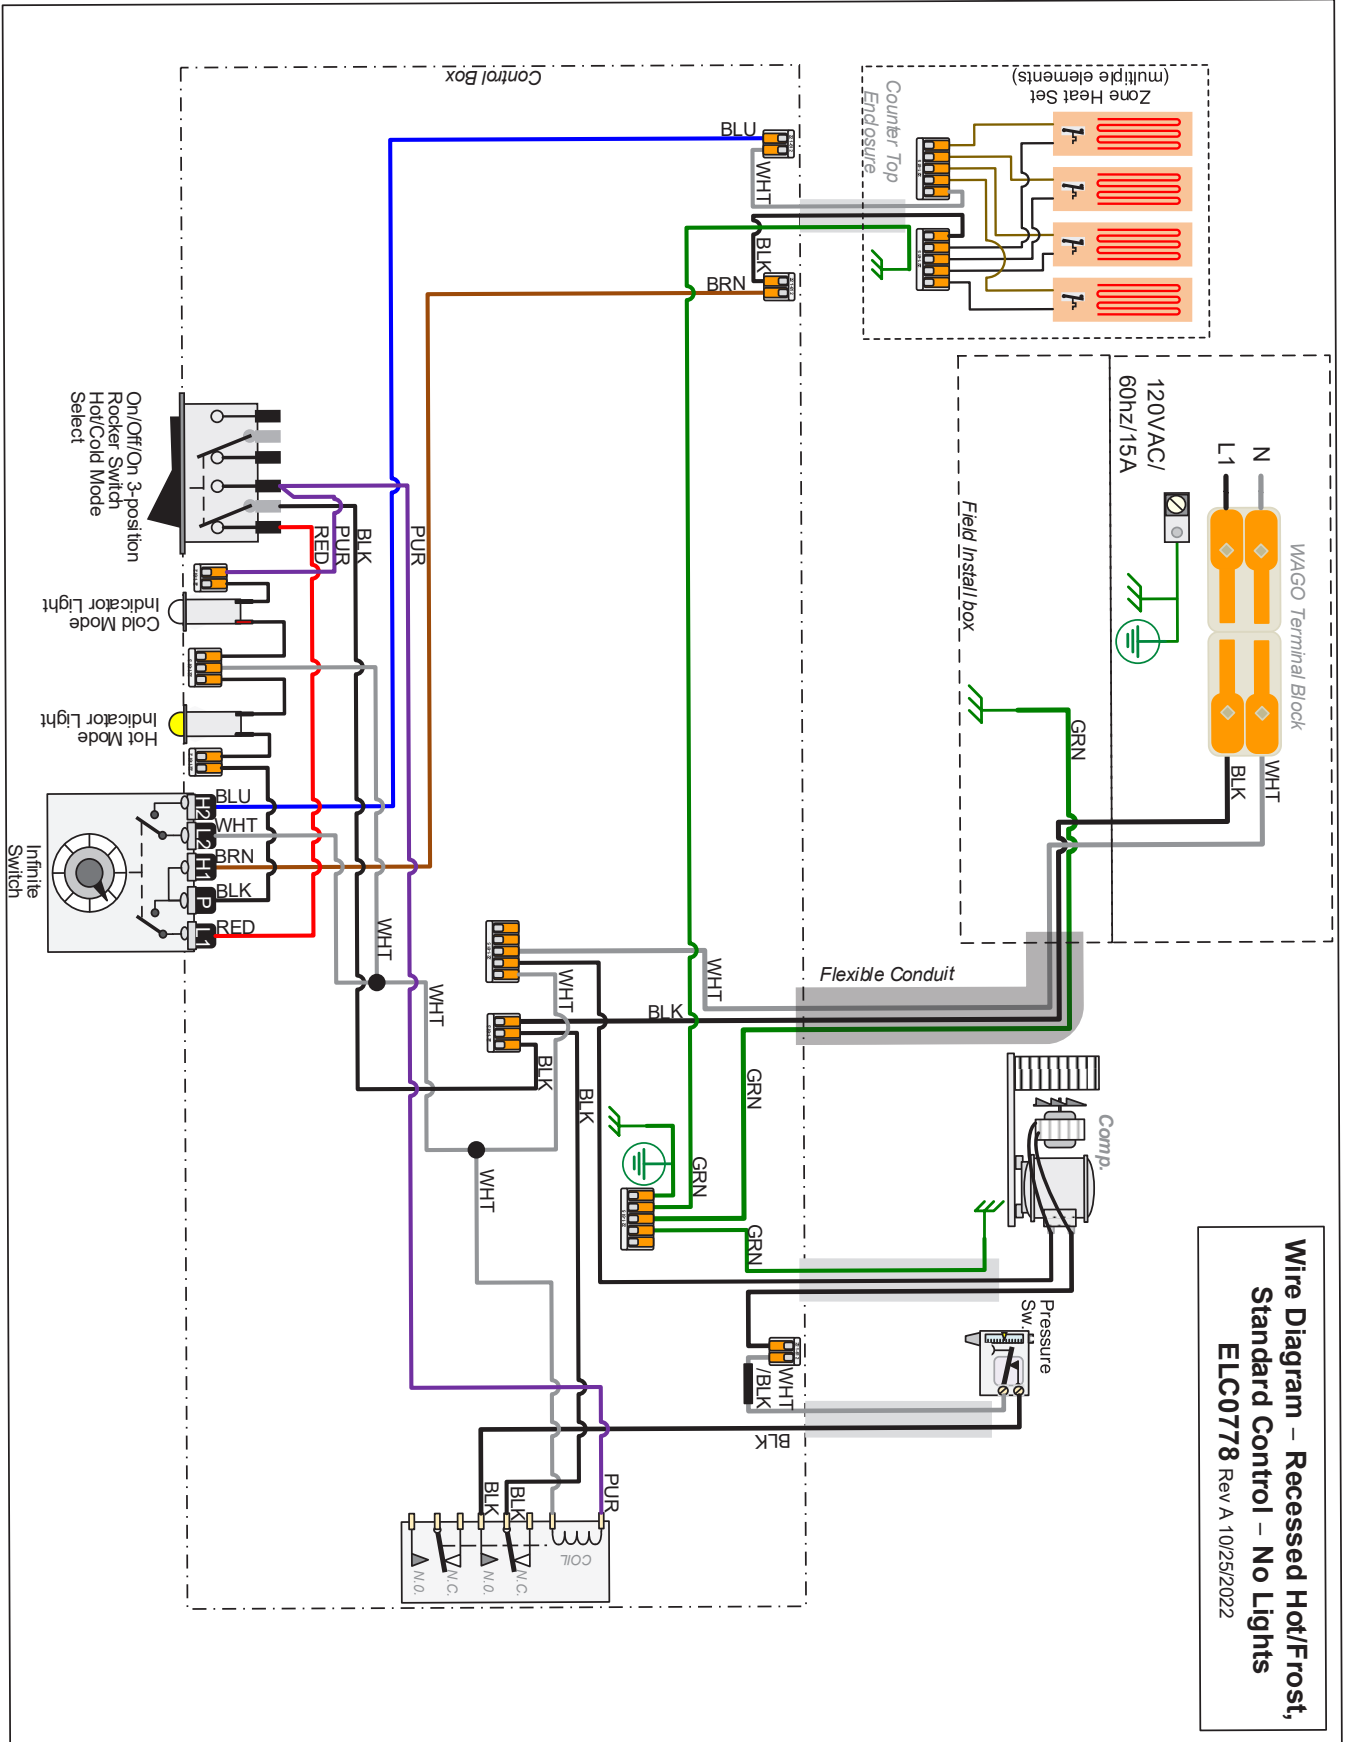 Wire Diagram – Recessed Hot/Frost,
Standard Control – No Lights
ELC0778 Rev A 10/25/2022
Control Box
Zone Heat Set
(multiple elements)
Counter Top
Enclosure
BLU
WHT
BLK
BRN
120VAC/
60hz/15A
N
L1
WAGO Terminal Block
Field Install box
GRN
BLK
WHT
On/Off/On 3-position
Rocker Switch
Hot/Cold Mode
Select
RED
PUR
BLK
PUR
Cold Mode
Indicator Light
Hot Mode
Indicator Light
Infinite
Switch
H2
L2
H1
P
L1
BLU
WHT
BRN
BLK
RED
WHT
WHT
WHT
WHT
BLK
Flexible Conduit
BLK
BLK
GRN
GRN
GRN
WHT
Comp.
Pressure
Sw.
WHT
/BLK
BLK
PUR
BLK
BLK
COIL
N.C.
N.O.
N.C.
N.O.